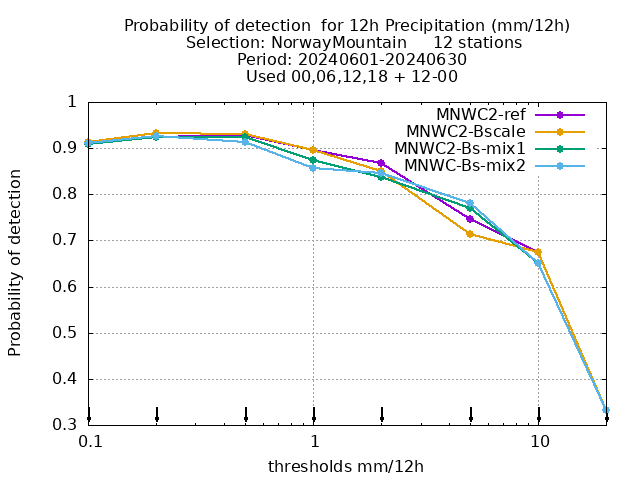 Probability of detection  for 12h Precipitation (mm/12h)
Selection: NorwayMountain     12 stations
Period: 20240601-20240630
Used 00,06,12,18 + 12-00
MNWC2-ref
MNWC2-Bscale
MNWC2-Bs-mix1
MNWC-Bs-mix2
Probability of detection
1
0.9
0.8
0.7
0.6
0.5
0.4
0.3
0.1
1
10
thresholds mm/12h